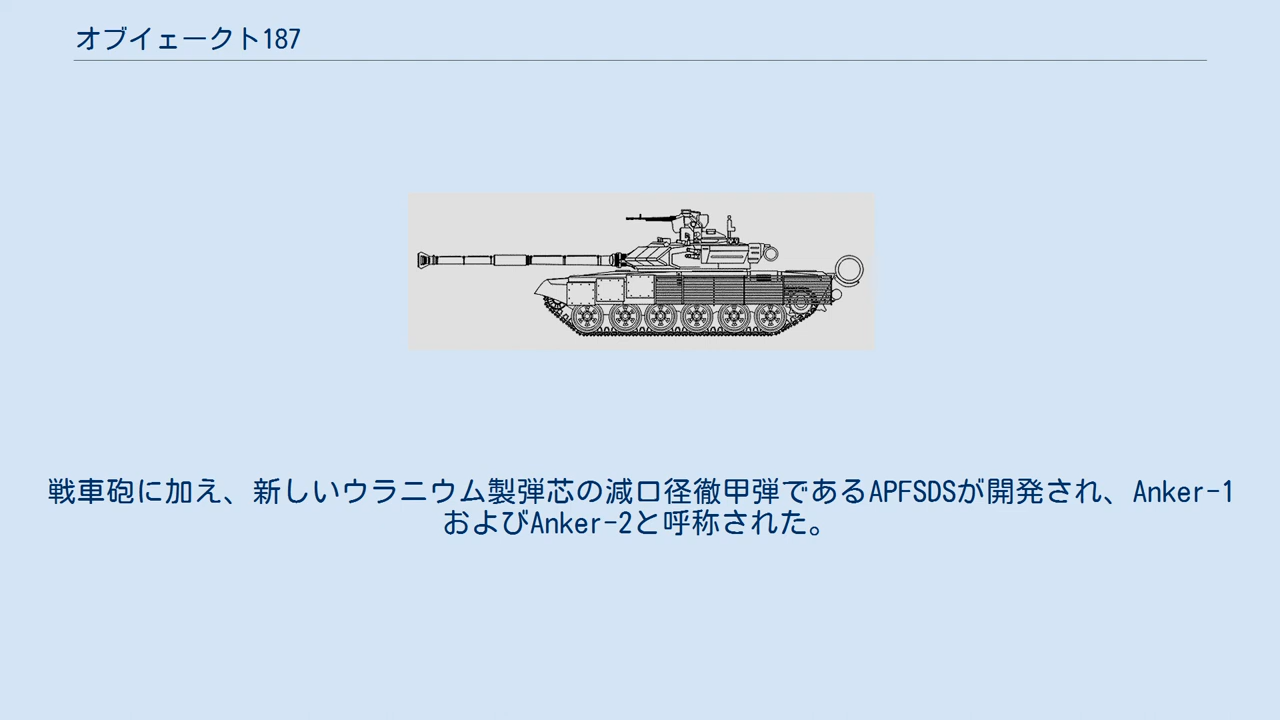 オブイェークト187
戦車砲に加え、新しいウラニウム製弾芯の減口径徹甲弾であるAPFSDSが開発され、Anker-1
およびAnker-2と呼称された。